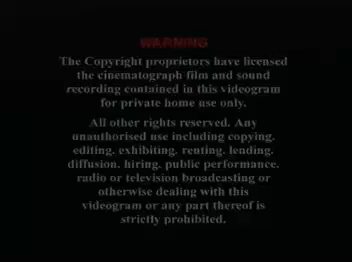 WARNING
The Copyright proprietors have licensed
the cinematograph film and sound
recording contained in this videogram
for private home use only.
All other rights reserved. Any
unauthorised use including copying.
editing. exhibiting. renting. lending.
diffusion. hiring. public performance.
radio or television broadcasting or
otherwise dealing with this
videogram or any part thereof is
strictly prohibited.